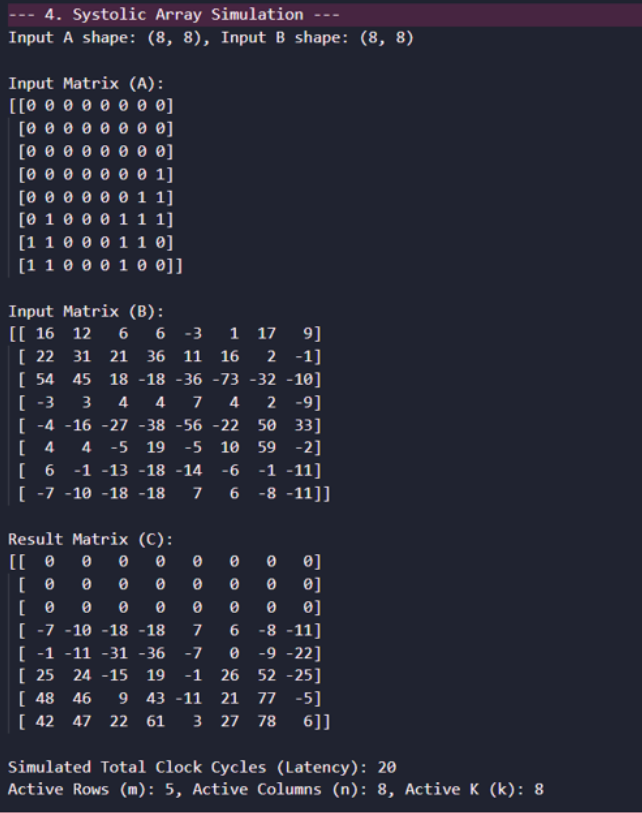 --- 4. Systolic Array Simulation ---
Input A shape: (8, 8), Input B shape: (8, 8)
Input Matrix (A):
[[0 0 0 0 0 0 0 0]
[0 0 0 0 0 0 0 0]
[0 0 0 0 0 0 0 0]
[0 0 0 0 0 0 0 1]
[0 0 0 0 0 0 1 1]
[0 1 0 0 0 1 1 1]
[1 1 0 0 0 1 1 0]
[1 1 0 0 0 1 0 0]]
Input Matrix (B):
[[ 16 12 6 6 -3 1 17 9]
[ 22 31 21 36 11 16 2 -1]
[ 54 45 18 -18 -36 -73 -32 -10]
[ -3 3 4 4 7 4 2 -9]
[ -4 -16 -27 -38 -56 -22 50 33]
[ 4 4 -5 19 -5 10 59 -2]
[ 6 -1 -13 -18 -14 -6 -1 -11]
[ -7 -10 -18 -18 7 6 -8 -11]]
Result Matrix (C):
[[ 0 0 0 0 0 0 0 0]
[ 0 0 0 0 0 0 0 0]
[ 0 0 0 0 0 0 0 0]
[ -7 -10 -18 -18 7 6 -8 -11]
[ -1 -11 -31 -36 -7 0 -9 -22]
[ 25 24 -15 19 -1 26 52 -25]
[ 48 46 9 43 -11 21 77 -5]
[ 42 47 22 61 3 27 78 6]]
Simulated Total Clock Cycles (Latency): 20
Active Rows (m): 5, Active Columns (n): 8, Active K (k): 8